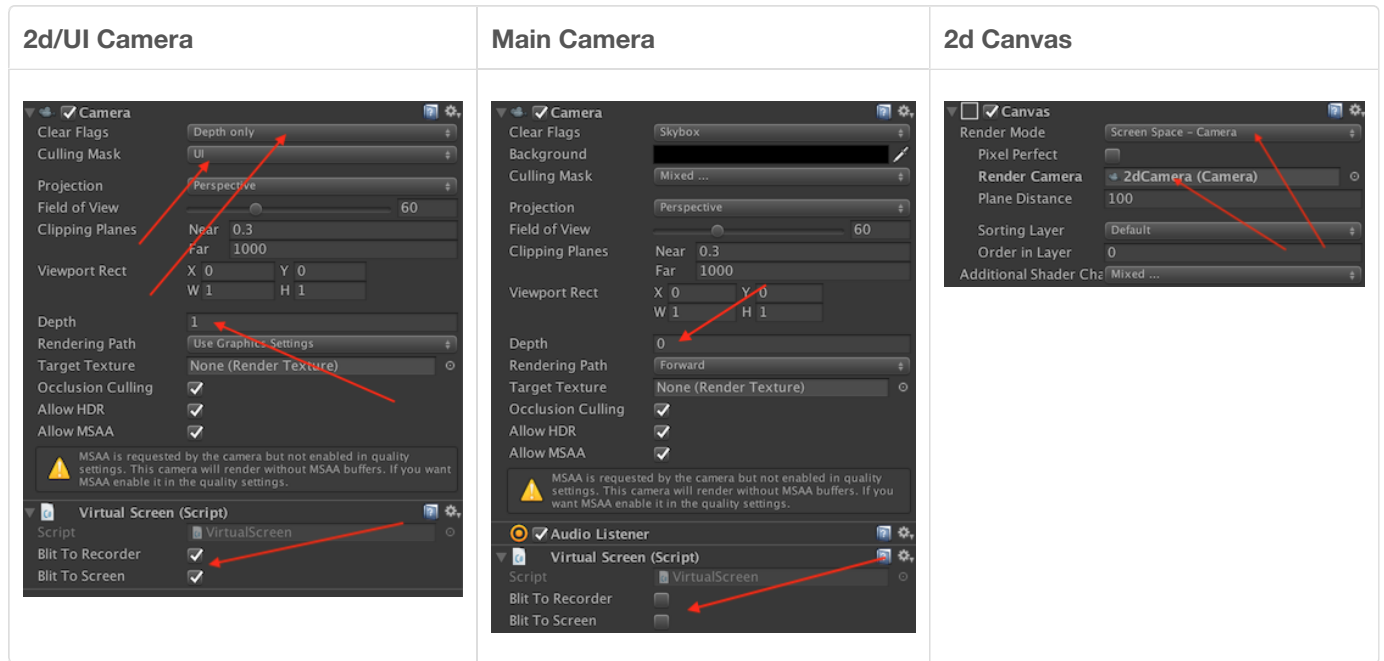 2d/UI Camera
Camera
Clear Flags Depth only
Culling Mask UI
Projection Perspective
Field of View 60
Clipping Planes Near 0.3
Far 1000
Viewport Rect X 0 Y 0
W 1 H 1
Depth 1
Rendering Path Use Graphics Settings
Target Texture None (Render Texture)
Occlusion Culling
Allow HDR
Allow MSAA
MSAA is requested by the camera but not enabled in quality
settings. This camera will render without MSAA buffers. If you want
MSAA enable it in the quality settings.
Virtual Screen (Script)
Script VirtualScreen
Blit To Recorder
Blit To Screen
Main Camera
Camera
Clear Flags Skybox
Background
Culling Mask Mixed ...
Projection Perspective
Field of View 60
Clipping Planes Near 0.3
Far 1000
Viewport Rect X 0 Y 0
W 1 H 1
Depth 0
Rendering Path Forward
Target Texture None (Render Texture)
Occlusion Culling
Allow HDR
Allow MSAA
MSAA is requested by the camera but not enabled in quality
settings. This camera will render without MSAA buffers. If you
want MSAA enable it in the quality settings.
Audio Listener
Virtual Screen (Script)
Script VirtualScreen
Blit To Recorder
Blit To Screen
2d Canvas
Canvas
Render Mode Screen Space - Camera
Pixel Perfect
Render Camera 2dCamera (Camera)
Plane Distance 100
Sorting Layer Default
Order in Layer 0
Additional Shader Cha Mixed ...